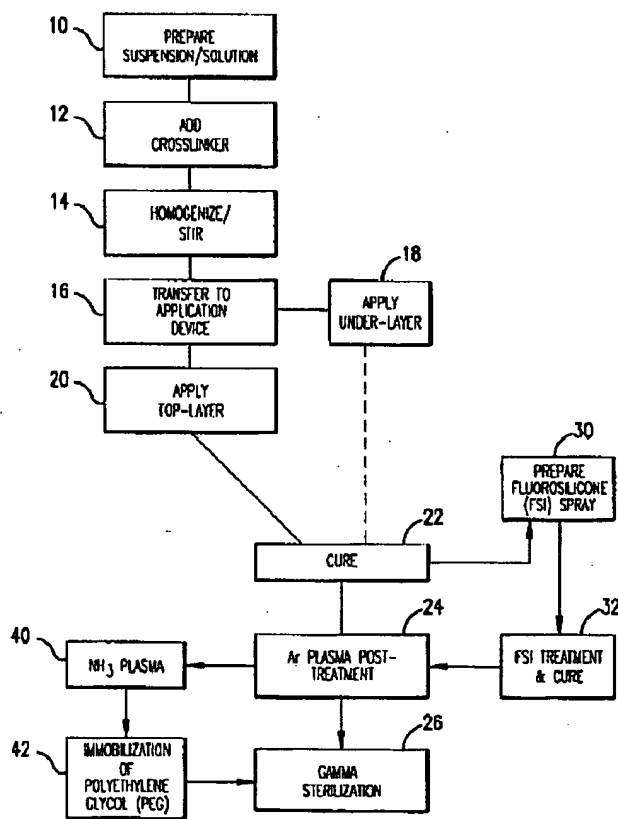 10
PREPARE
SUSPENSION/SOLUTION
12
ADD
CROSSLINKER
14
HOMOGENIZE/
STIR
16
TRANSFER TO
APPLICATION
DEVICE
18
APPLY
UNDER-LAYER
20
APPLY
TOP-LAYER
30
PREPARE
FLUOROSILICONE
(FSI) SPRAY
22
CURE
24
Ar PLASMA POST-
TREATMENT
32
FSI TREATMENT
& CURE
40
NH3 PLASMA
42
IMMOBILIZATION
OF
POLYETHYLENE
GLYCOL (PEG)
26
GAMMA
STERILIZATION